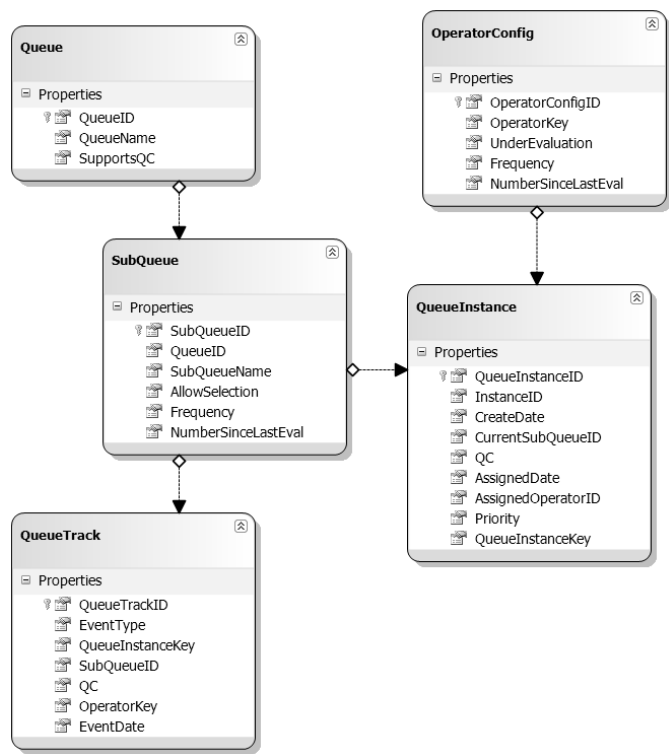 Queue
Properties
QueueID
QueueName
SupportsQC
OperatorConfig
Properties
OperatorConfigID
OperatorKey
UnderEvaluation
Frequency
NumberSinceLastEval
SubQueue
Properties
SubQueueID
QueueID
SubQueueName
AllowSelection
Frequency
NumberSinceLastEval
QueueInstance
Properties
QueueInstanceID
InstanceID
CreateDate
CurrentSubQueueID
QC
AssignedDate
AssignedOperatorID
Priority
QueueInstanceKey
QueueTrack
Properties
QueueTrackID
EventType
QueueInstanceKey
SubQueueID
QC
OperatorKey
EventDate